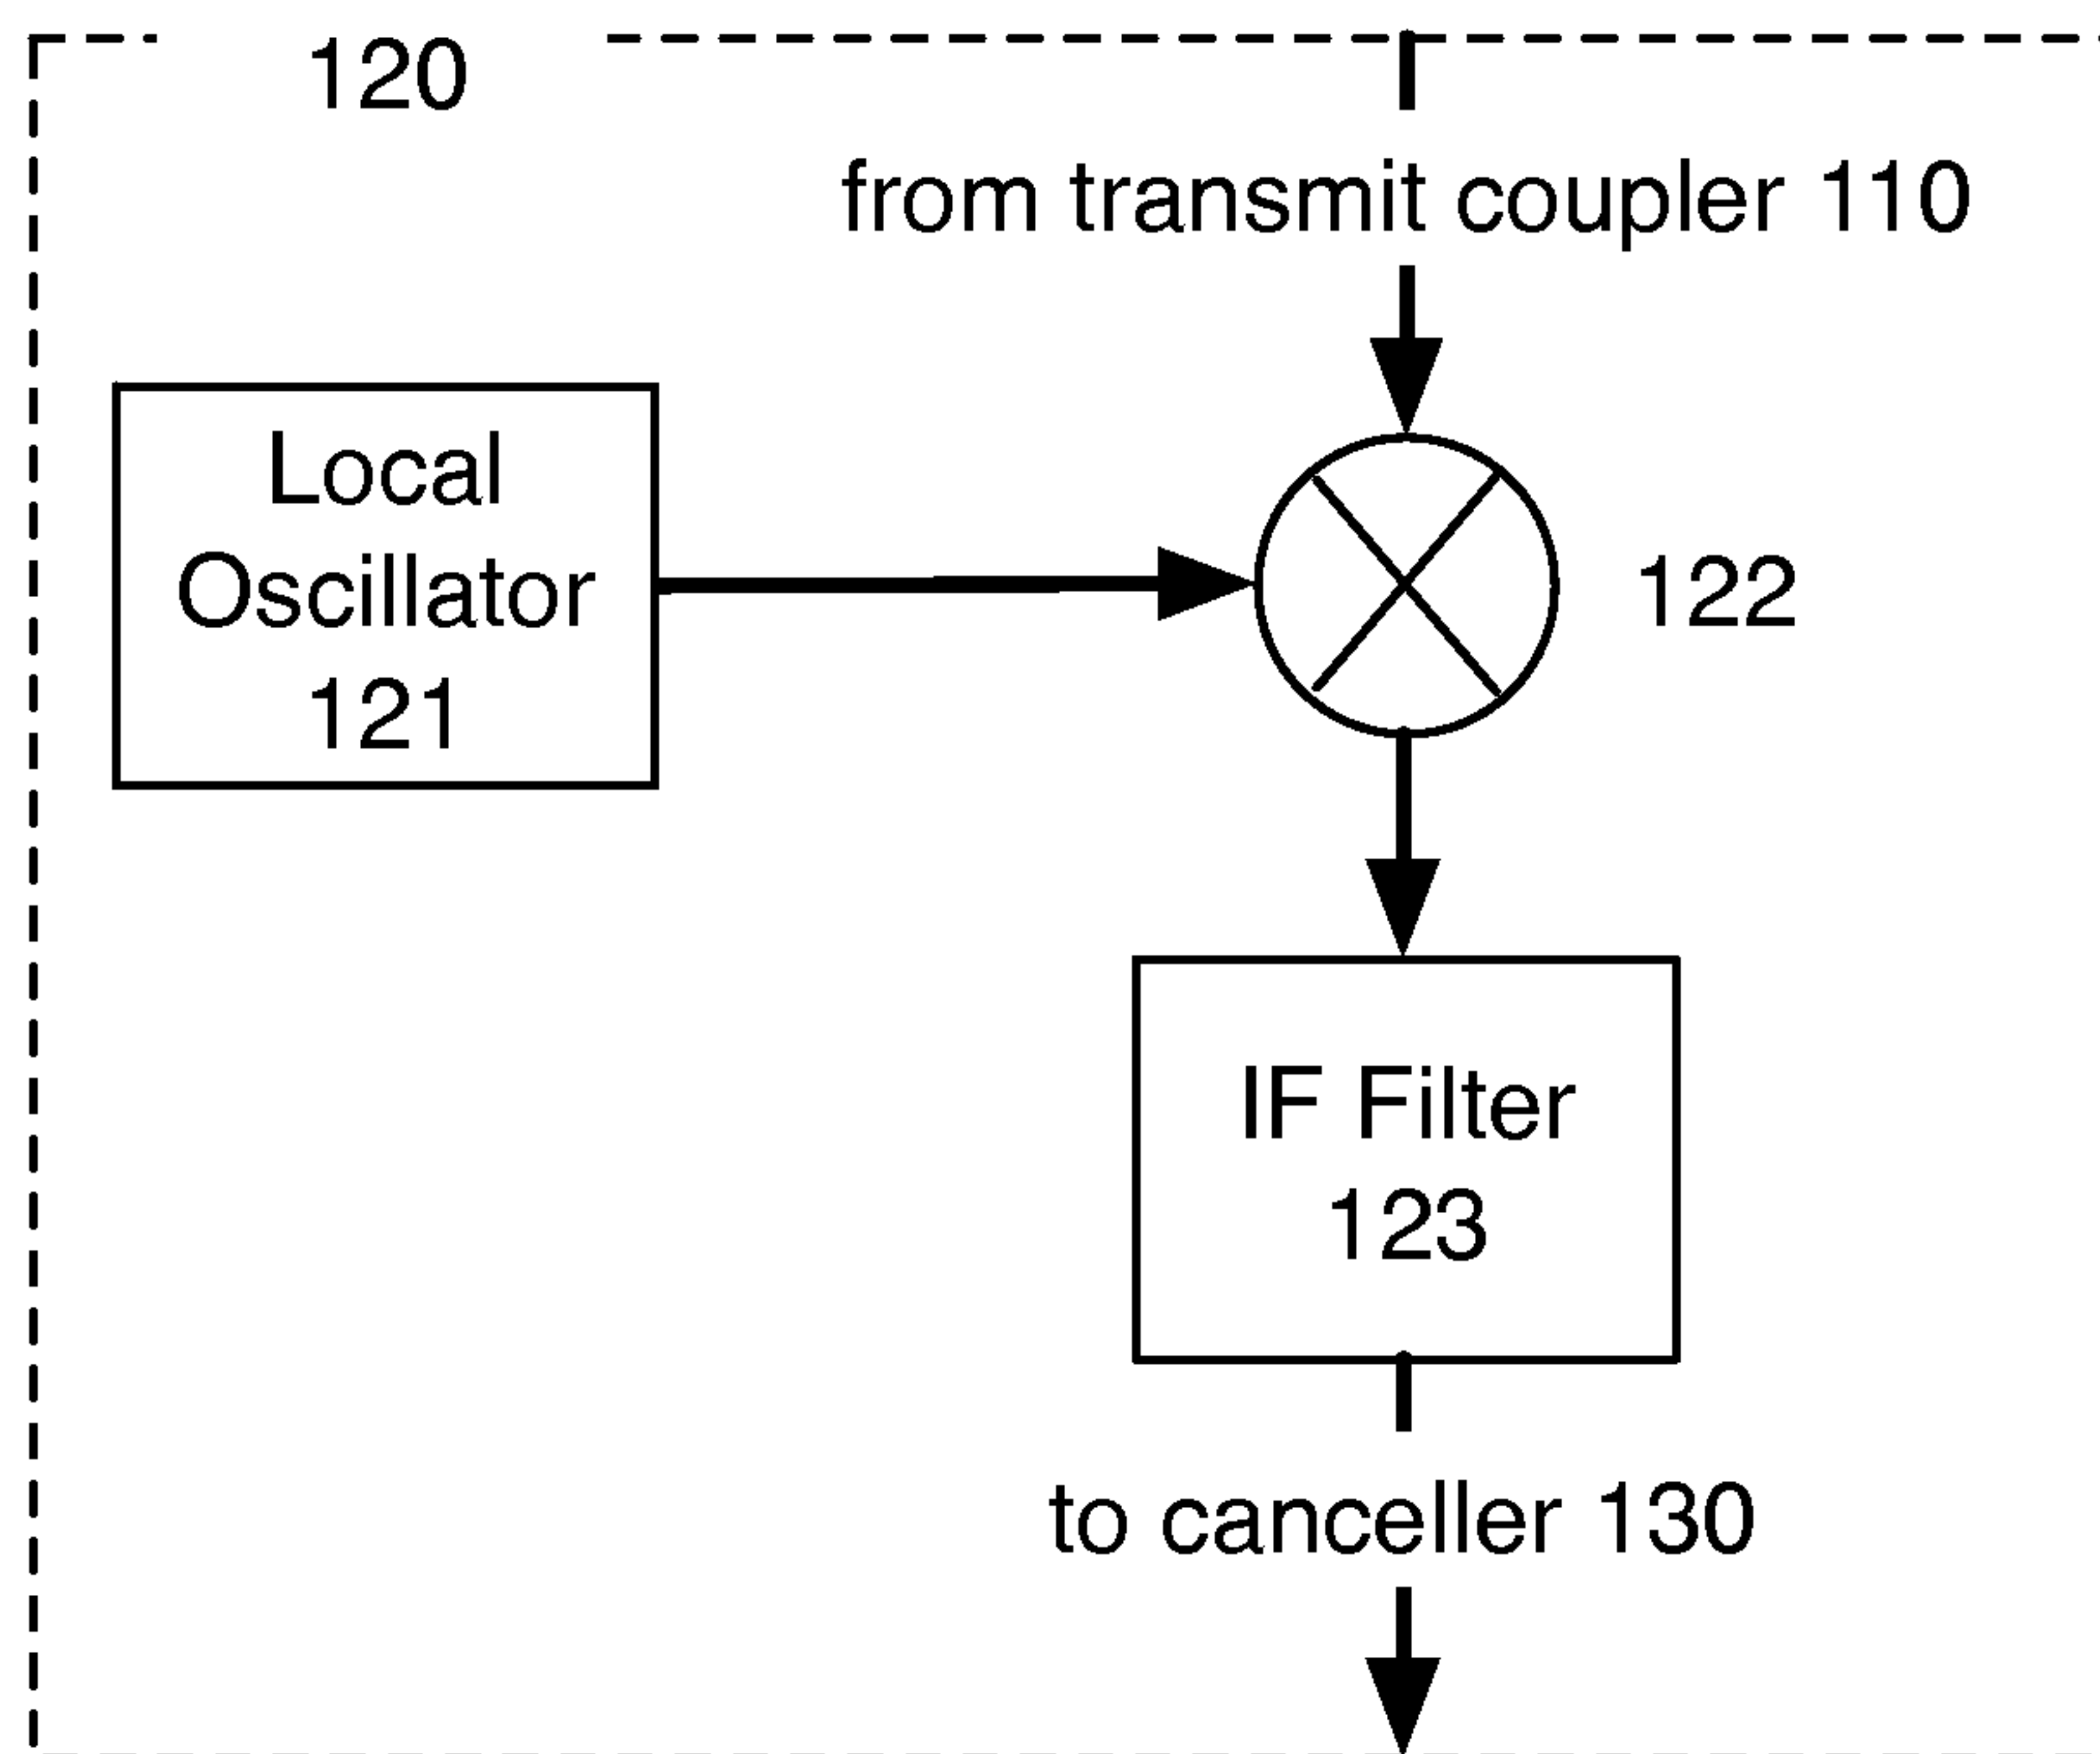 120
from transmit coupler 110
Local
Oscillator
121
122
IF Filter
123
to canceller 130